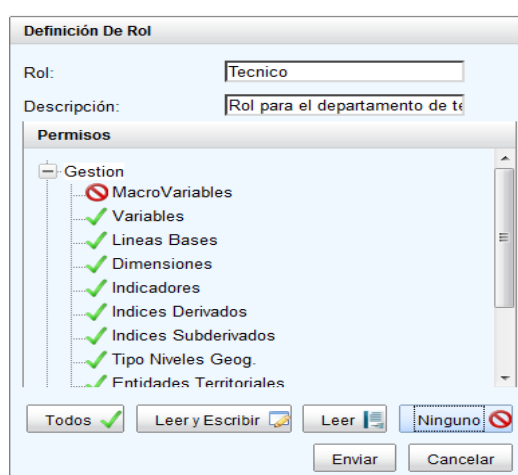 Definición De Rol
Rol: Tecnico
Descripción: Rol para el departamento de te
Permisos
Gestion
MacroVariables
Variables
Lineas Bases
Dimensiones
Indicadores
Indices Derivados
Indices Subderivados
Tipo Niveles Geog.
Entidades Territoriales
Todos Leer y Escribir Leer Ninguno
Enviar Cancelar